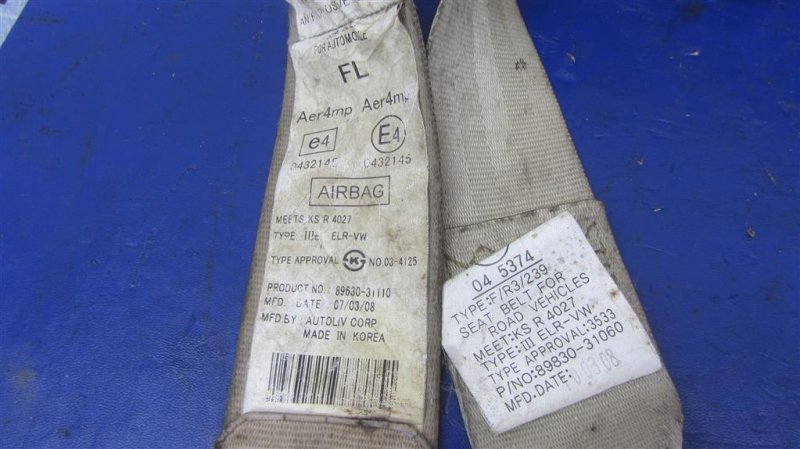 FOR AUTOMOBILE
FL
Aer4mp Aer4mp
e4 E4
0432145 0432145
AIRBAG
MEETS KS R 4027
TYPE ELR-VW
TYPE APPROVAL K NO.03-4125
PRODUCT NO. 89630-31110
MFD. DATE 07/03/08
MFD.BY: AUTOLIV CORP.
MADE IN KOREA
04 5374
TYPE:F/R3/239
SEAT BELT FOR
ROAD VEHICLES
MEET:KS R 4027
TYPE:III ELR-VW
TYPE APPROVAL:3533
P/NO:89830-31060
MFD.DATE: